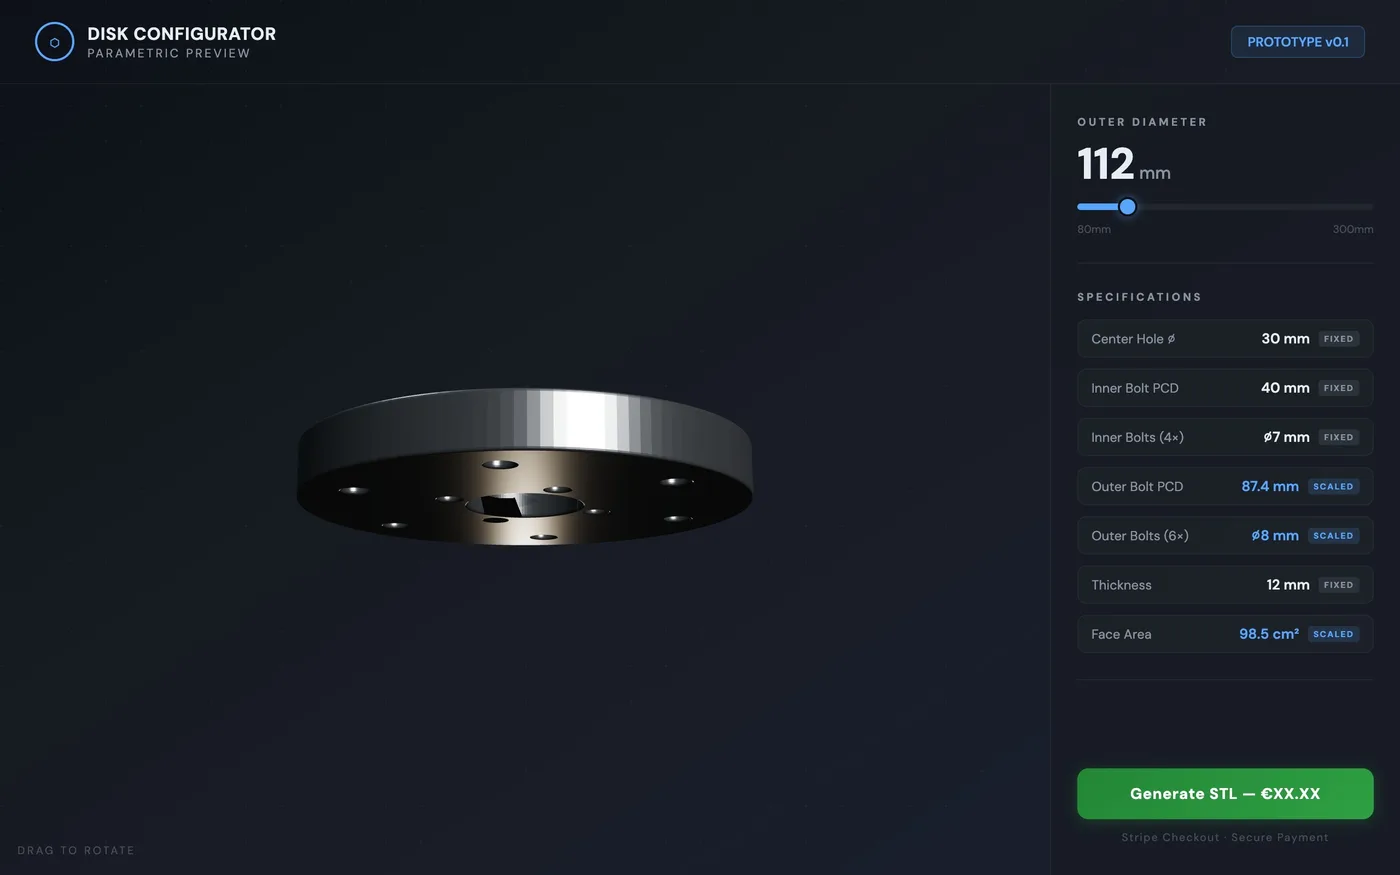 DISK CONFIGURATOR
PARAMETRIC PREVIEW
PROTOTYPE v0.1
OUTER DIAMETER
112 mm
80mm 300mm
SPECIFICATIONS
Center Hole ø 30 mm FIXED
Inner Bolt PCD 40 mm FIXED
Inner Bolts (4×) ø7 mm FIXED
Outer Bolt PCD 87.4 mm SCALED
Outer Bolts (6×) ø8 mm SCALED
Thickness 12 mm FIXED
Face Area 98.5 cm² SCALED
Generate STL — €XX.XX
Stripe Checkout · Secure Payment
DRAG TO ROTATE